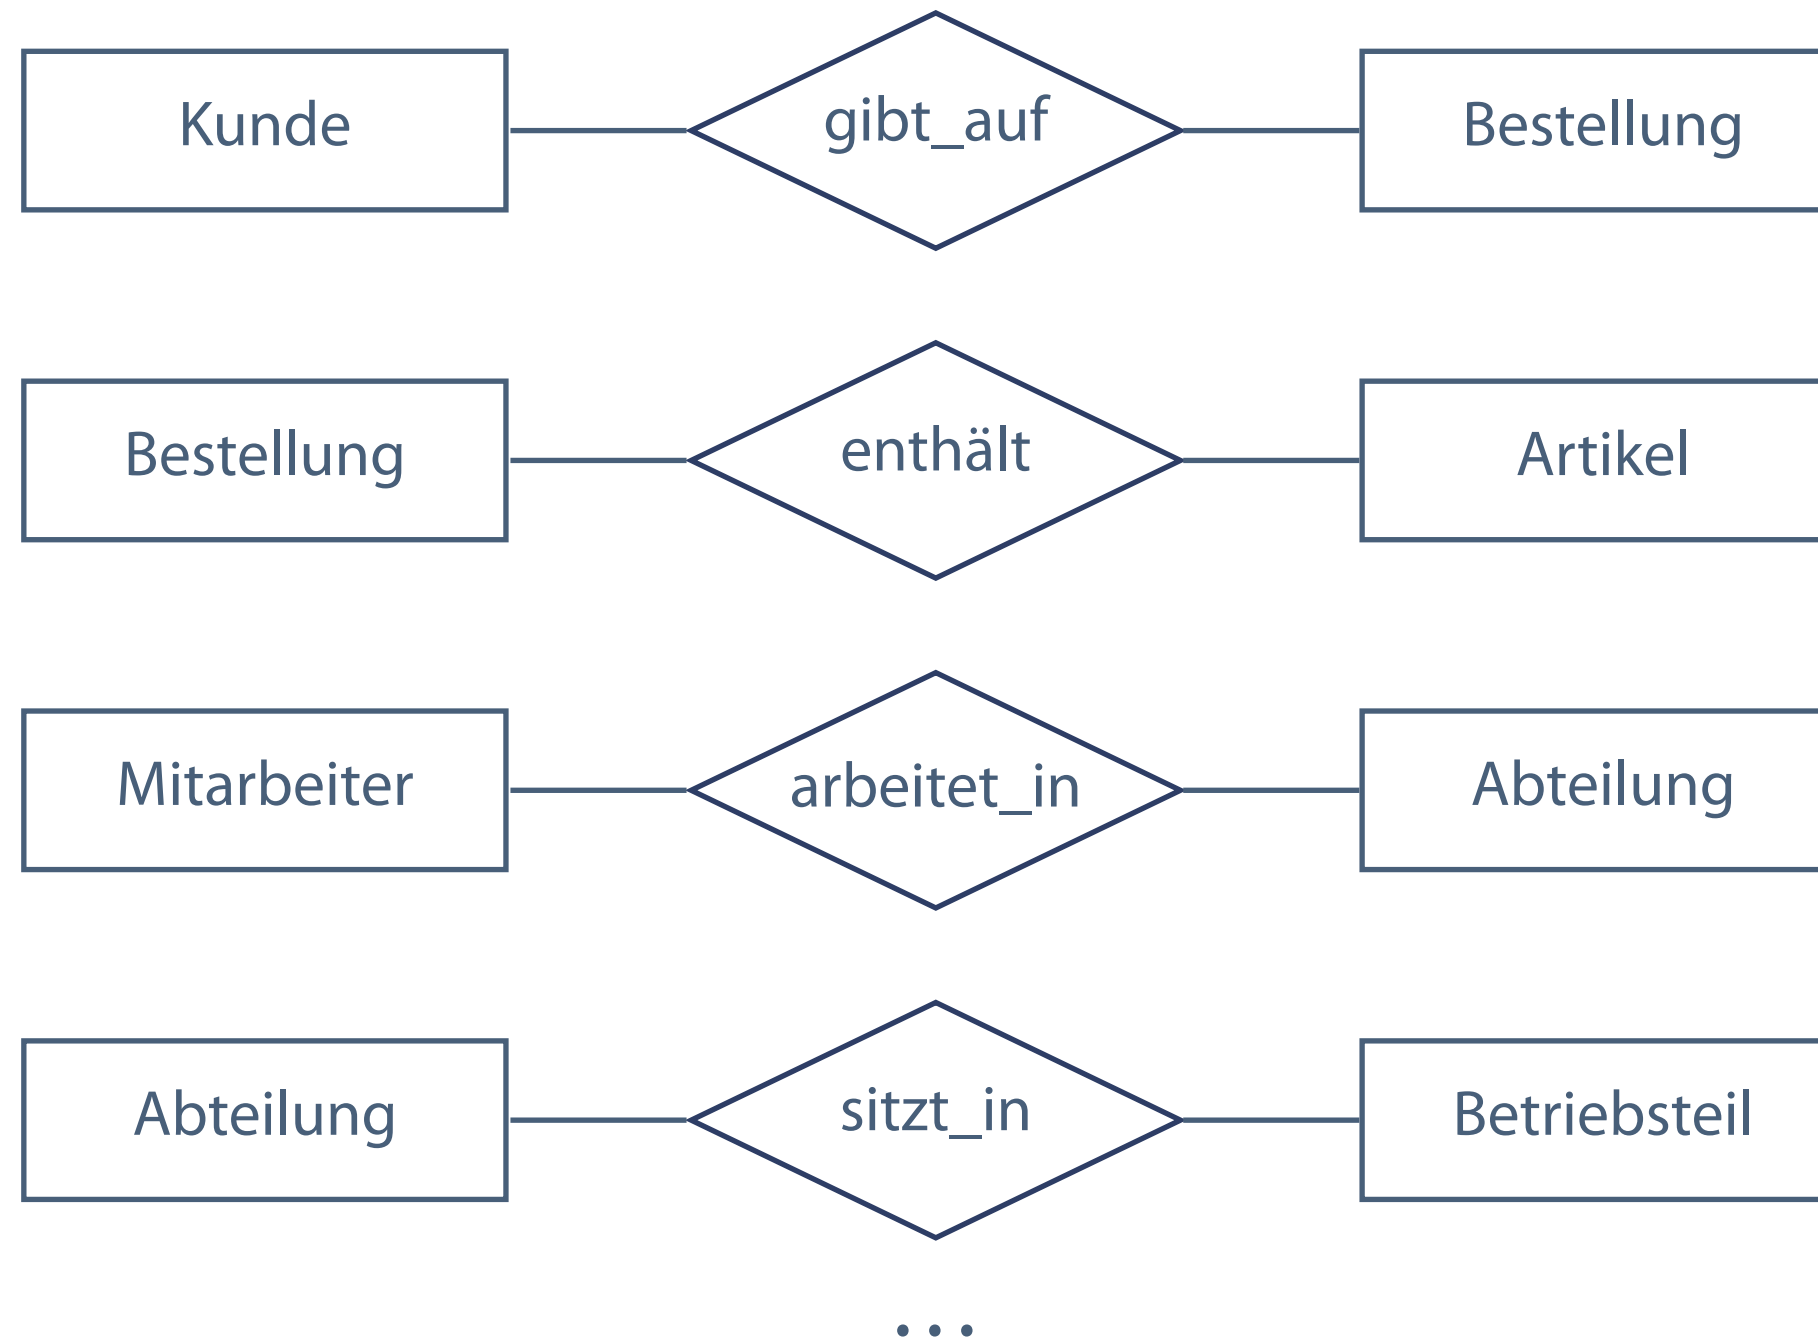 Kunde gibt_auf Bestellung
Bestellung enthält Artikel
Mitarbeiter arbeitet_in Abteilung
Abteilung sitzt_in Betriebsteil
...